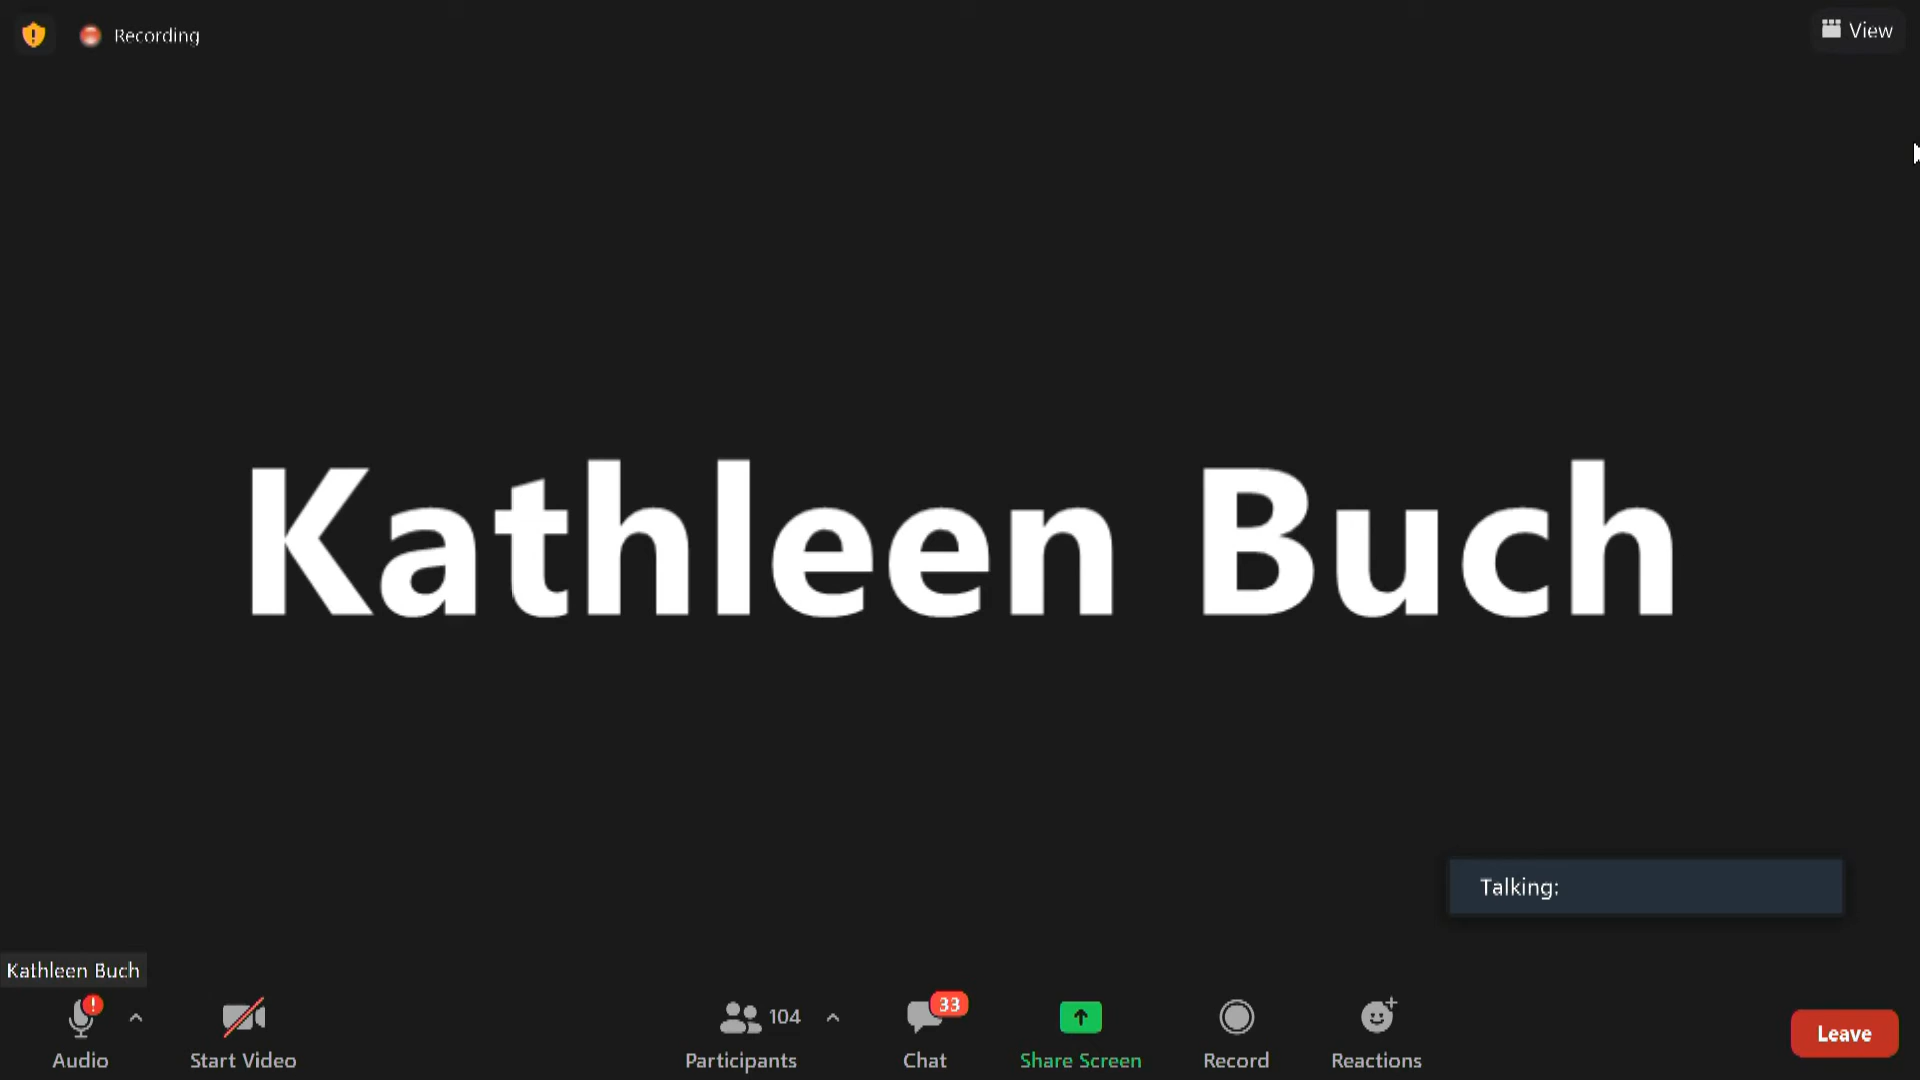 Recording
View
Kathleen Buch
Talking:
Kathleen Buch
104
33
Audio
Start Video
Participants
Chat
Share Screen
Record
Reactions
Leave